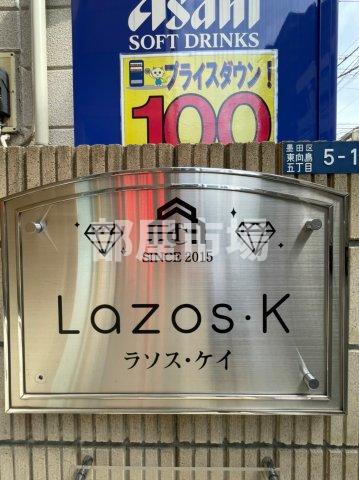 Asahi
SOFT DRINKS
プライスダウン!
100
墨田区
東向島
五丁目
5-1
部屋市場
SINCE 2015
Lazos·K
ラソス・ケイ